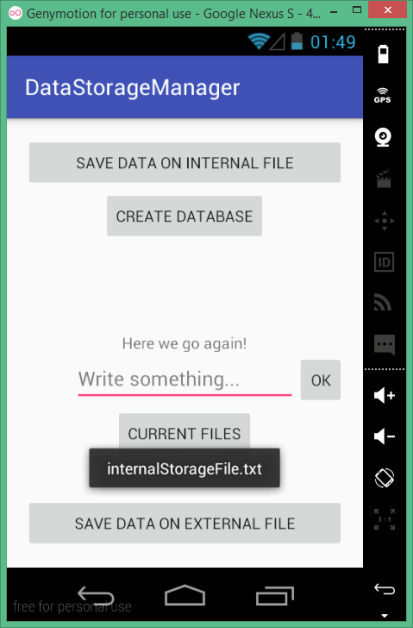 Genymotion for personal use - Google Nexus S - 4...
01:49
DataStorageManager
SAVE DATA ON INTERNAL FILE
CREATE DATABASE
Here we go again!
Write something...
OK
CURRENT FILES
internalStorageFile.txt
SAVE DATA ON EXTERNAL FILE
free for personal use
GPS
ID
1:1